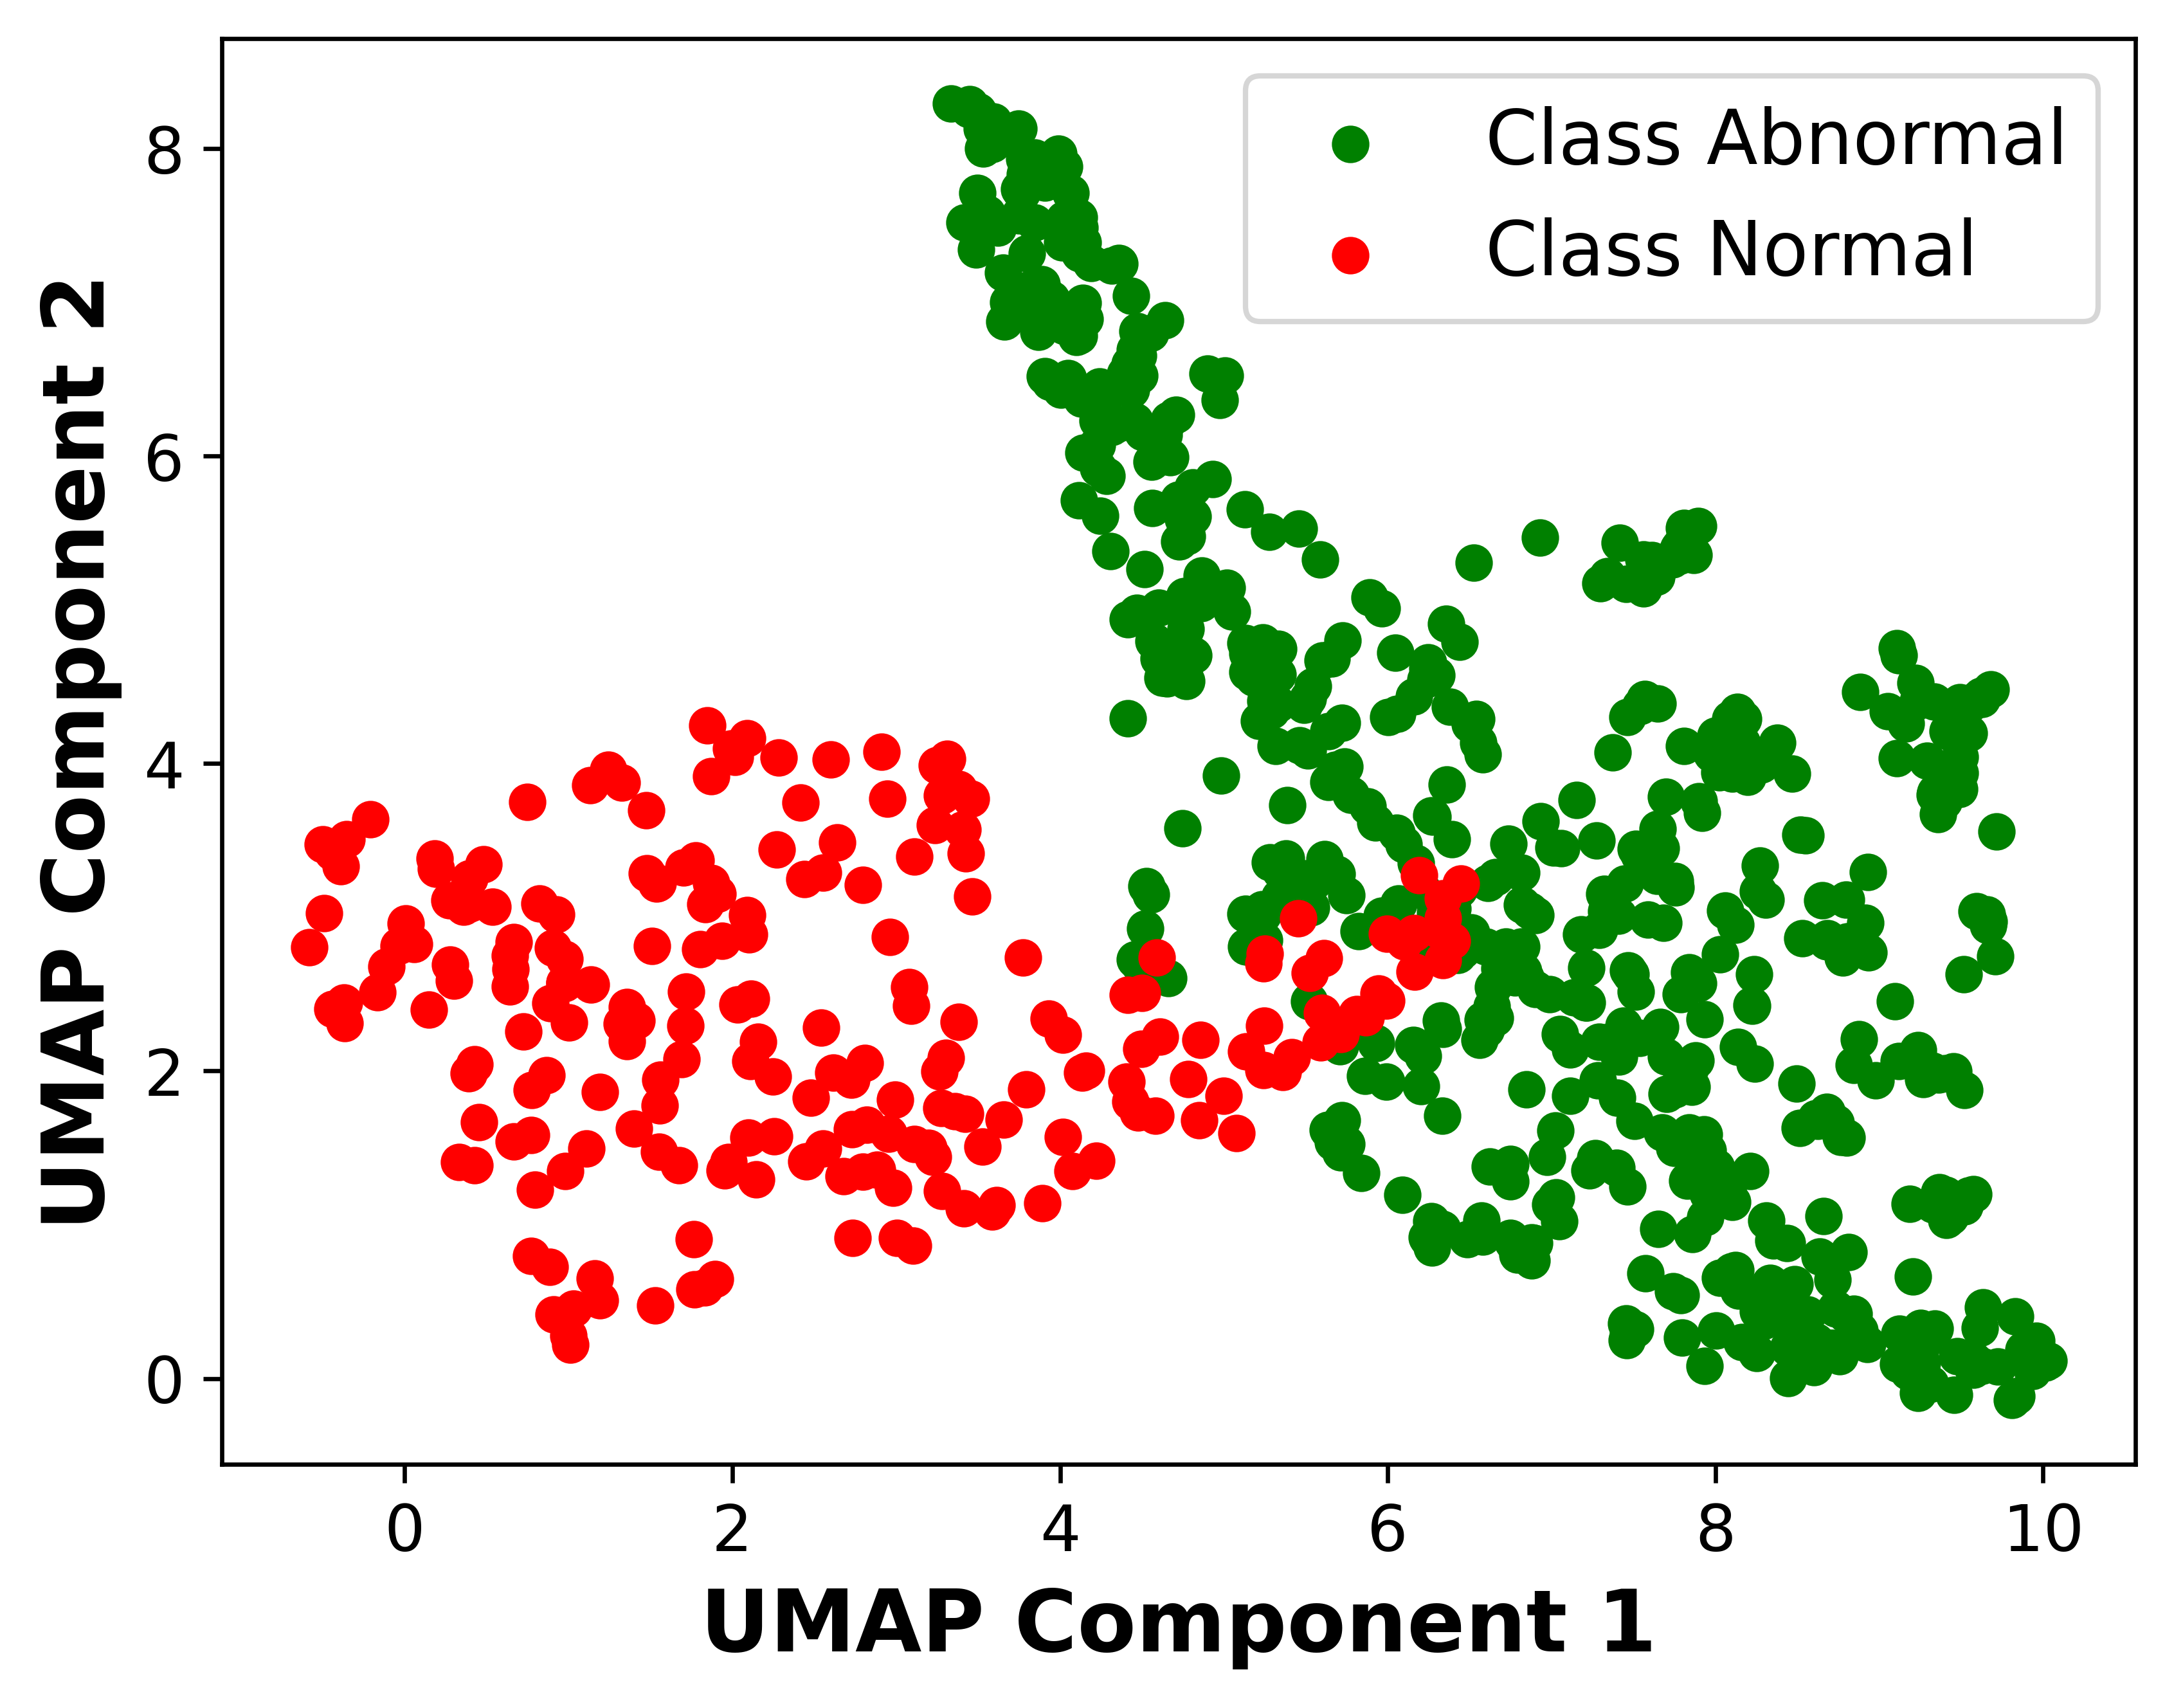 Class Abnormal
Class Normal
UMAP Component 2
8
6
4
2
0
0 2 4 6 8 10
UMAP Component 1